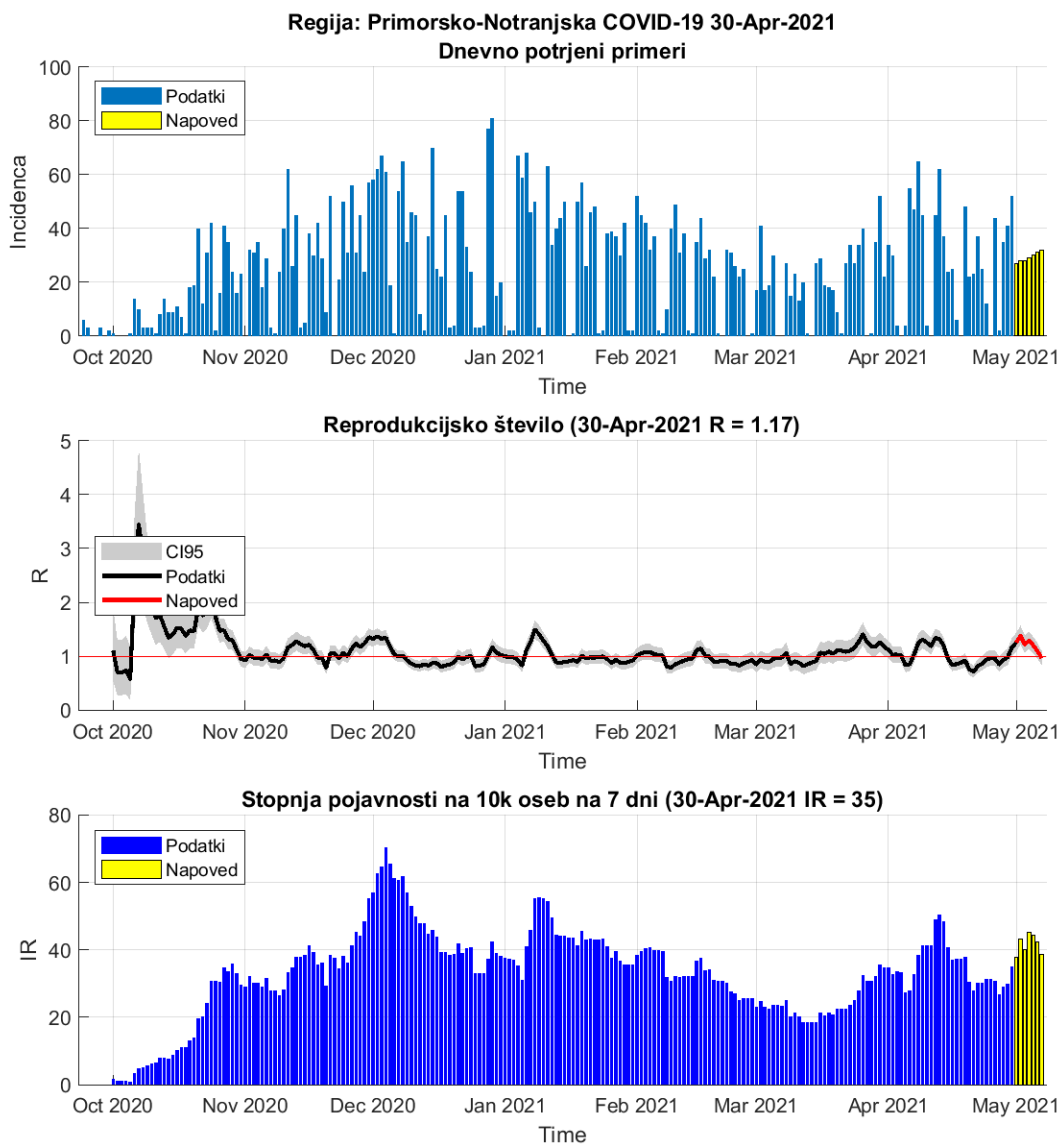 Regija: Primorsko-Notranjska COVID-19 30-Apr-2021
Dnevno potrjeni primeri
100
80
60
40
20
0
Incidenca
Podatki
Napoved
Oct 2020 Nov 2020 Dec 2020 Jan 2021 Feb 2021 Mar 2021 Apr 2021 May 2021
Time
Reprodukcijsko število (30-Apr-2021 R = 1.17)
5
4
3
2
1
0
R
CI95
Podatki
Napoved
Oct 2020 Nov 2020 Dec 2020 Jan 2021 Feb 2021 Mar 2021 Apr 2021 May 2021
Time
Stopnja pojavnosti na 10k oseb na 7 dni (30-Apr-2021 IR = 35)
80
60
40
20
0
IR
Podatki
Napoved
Oct 2020 Nov 2020 Dec 2020 Jan 2021 Feb 2021 Mar 2021 Apr 2021 May 2021
Time